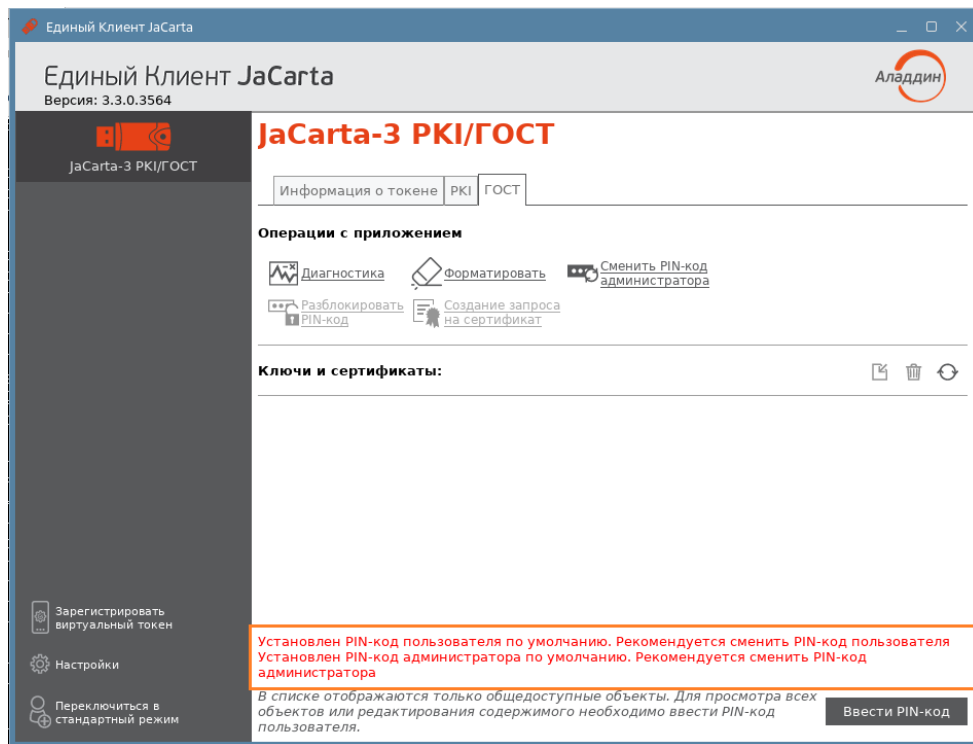 Единый Клиент JaCarta
Единый Клиент JaCarta
Версия: 3.3.0.3564
Аладдин
JaCarta-3 PKI/ГОСТ
JaCarta-3 PKI/ГОСТ
Информация о токене PKI ГОСТ
Операции с приложением
Диагностика
Форматировать
Сменить PIN-код
администратора
Разблокировать
PIN-код
Создание запроса
на сертификат
Ключи и сертификаты:
Зарегистрировать
виртуальный токен
Настройки
Переключиться в
стандартный режим
Установлен PIN-код пользователя по умолчанию. Рекомендуется сменить PIN-код пользователя
Установлен PIN-код администратора по умолчанию. Рекомендуется сменить PIN-код
администратора
В списке отображаются только общедоступные объекты. Для просмотра всех
объектов или редактирования содержимого необходимо ввести PIN-код
пользователя.
Ввести PIN-код